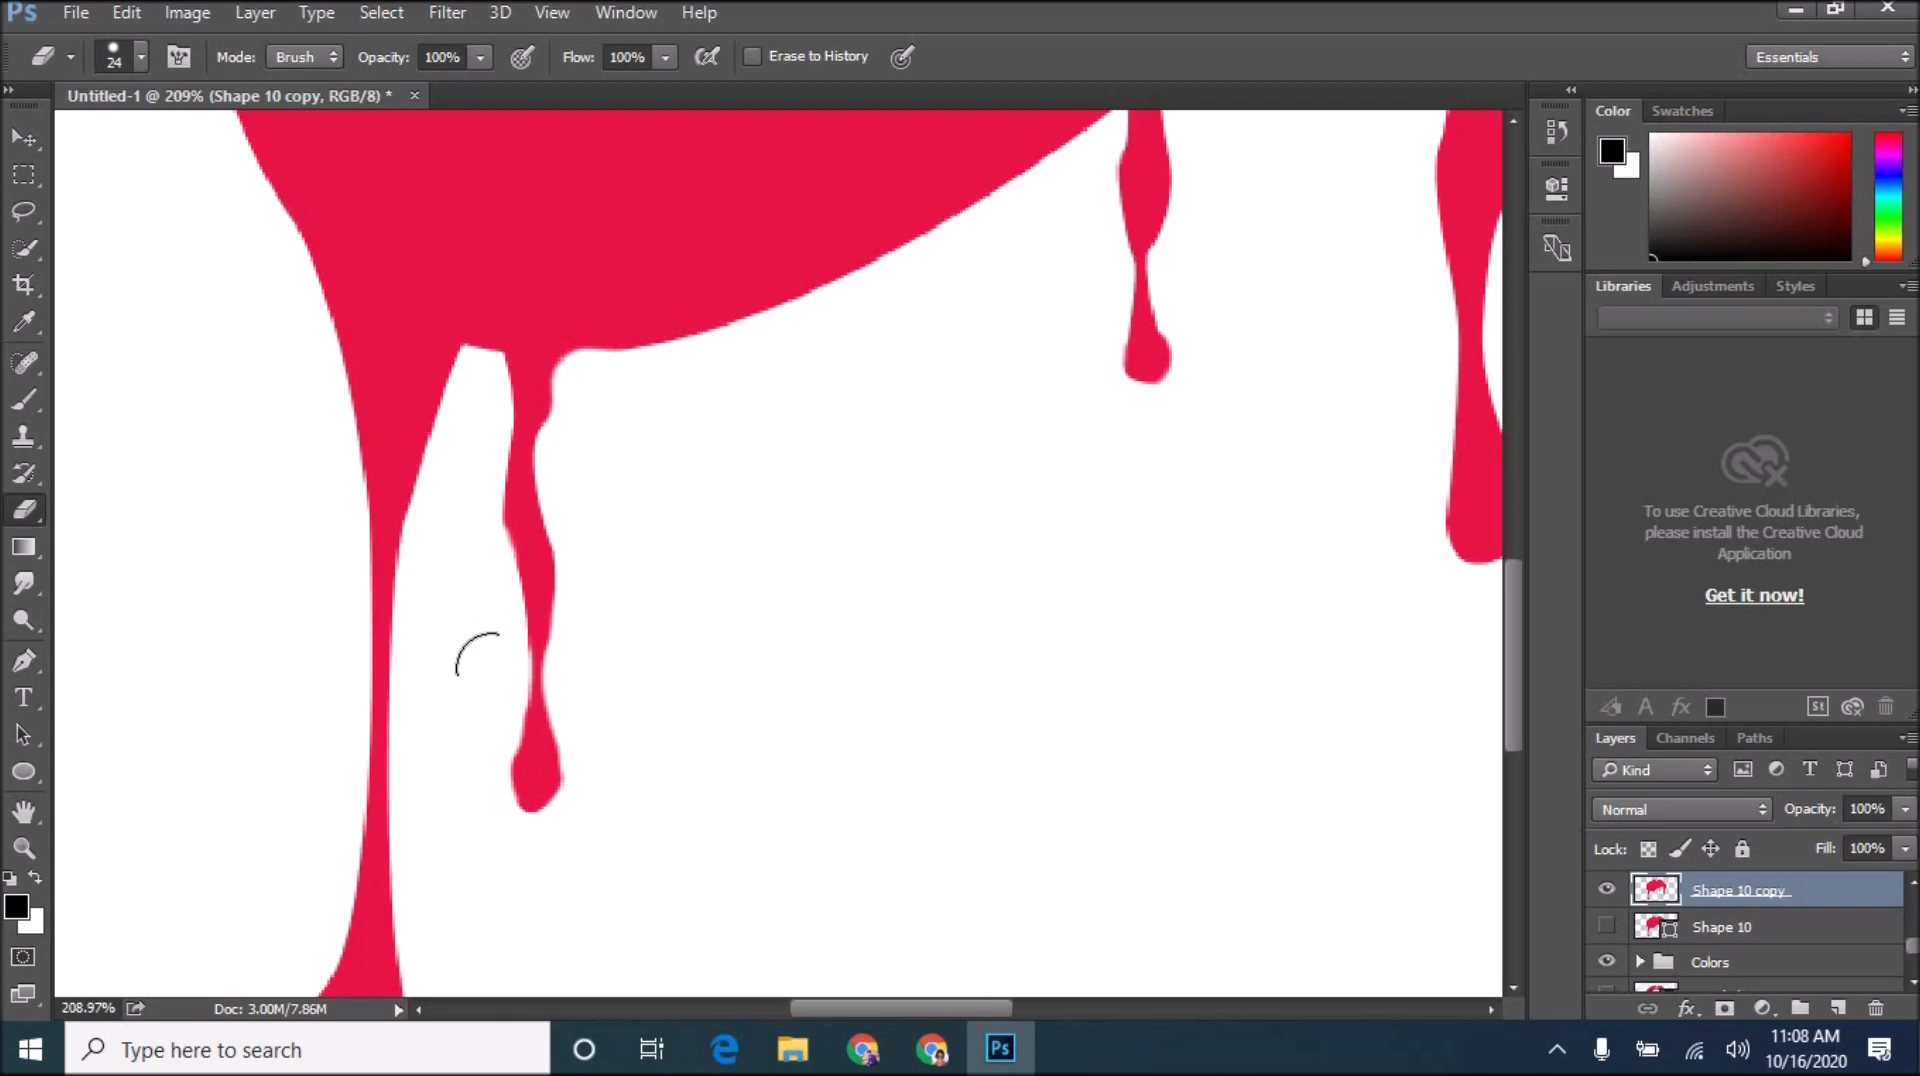 Ps File Edit Image Layer Type Select Filter 3D View Window Help
24 Mode: Brush Opacity: 100% Flow: 100% Erase to History Essentials
Untitled-1 @ 209% (Shape 10 copy, RGB/8) * ×
Color Swatches
Libraries Adjustments Styles
To use Creative Cloud Libraries,
please install the Creative Cloud
Application
Get it now!
T
A fx St
Layers Channels Paths
Kind T
Normal Opacity: 100%
Lock: Fill: 100%
Shape 10 copy
Shape 10
Colors
208.97% Doc: 3.00M/7.86M
fx
Type here to search
Ps
11:08 AM
10/16/2020